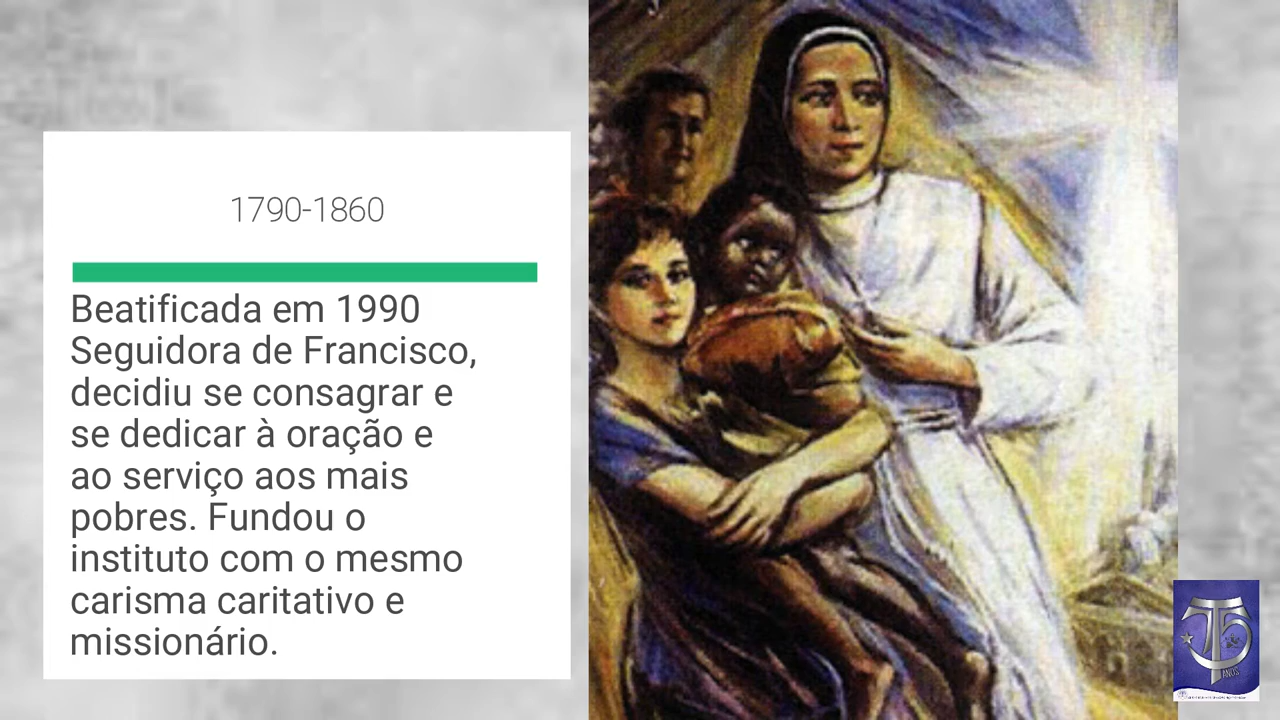 1790-1860
Beatificada em 1990
Seguidora de Francisco,
decidiu se consagrar e
se dedicar à oração e
ao serviço aos mais
pobres. Fundou o
instituto com o mesmo
carisma caritativo e
missionário.
ANOS